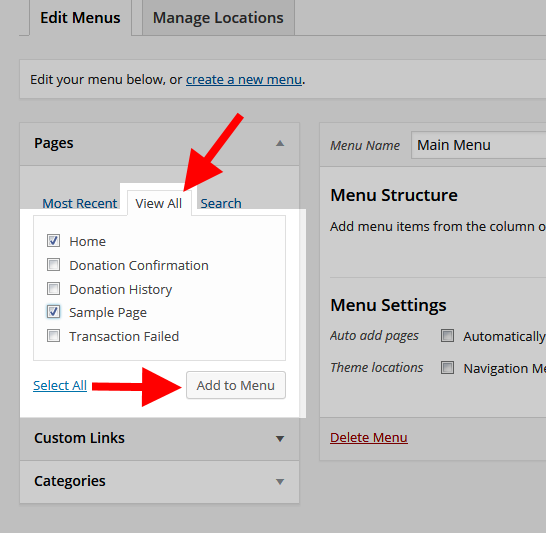 Edit Menus
Manage Locations
Edit your menu below, or create a new menu.
Pages
Most Recent
View All
Search
Home
Donation Confirmation
Donation History
Sample Page
Transaction Failed
Select All
Add to Menu
Custom Links
Categories
Menu Name
Main Menu
Menu Structure
Add menu items from the column o
Menu Settings
Auto add pages
Automatically
Theme locations
Navigation Me
Delete Menu